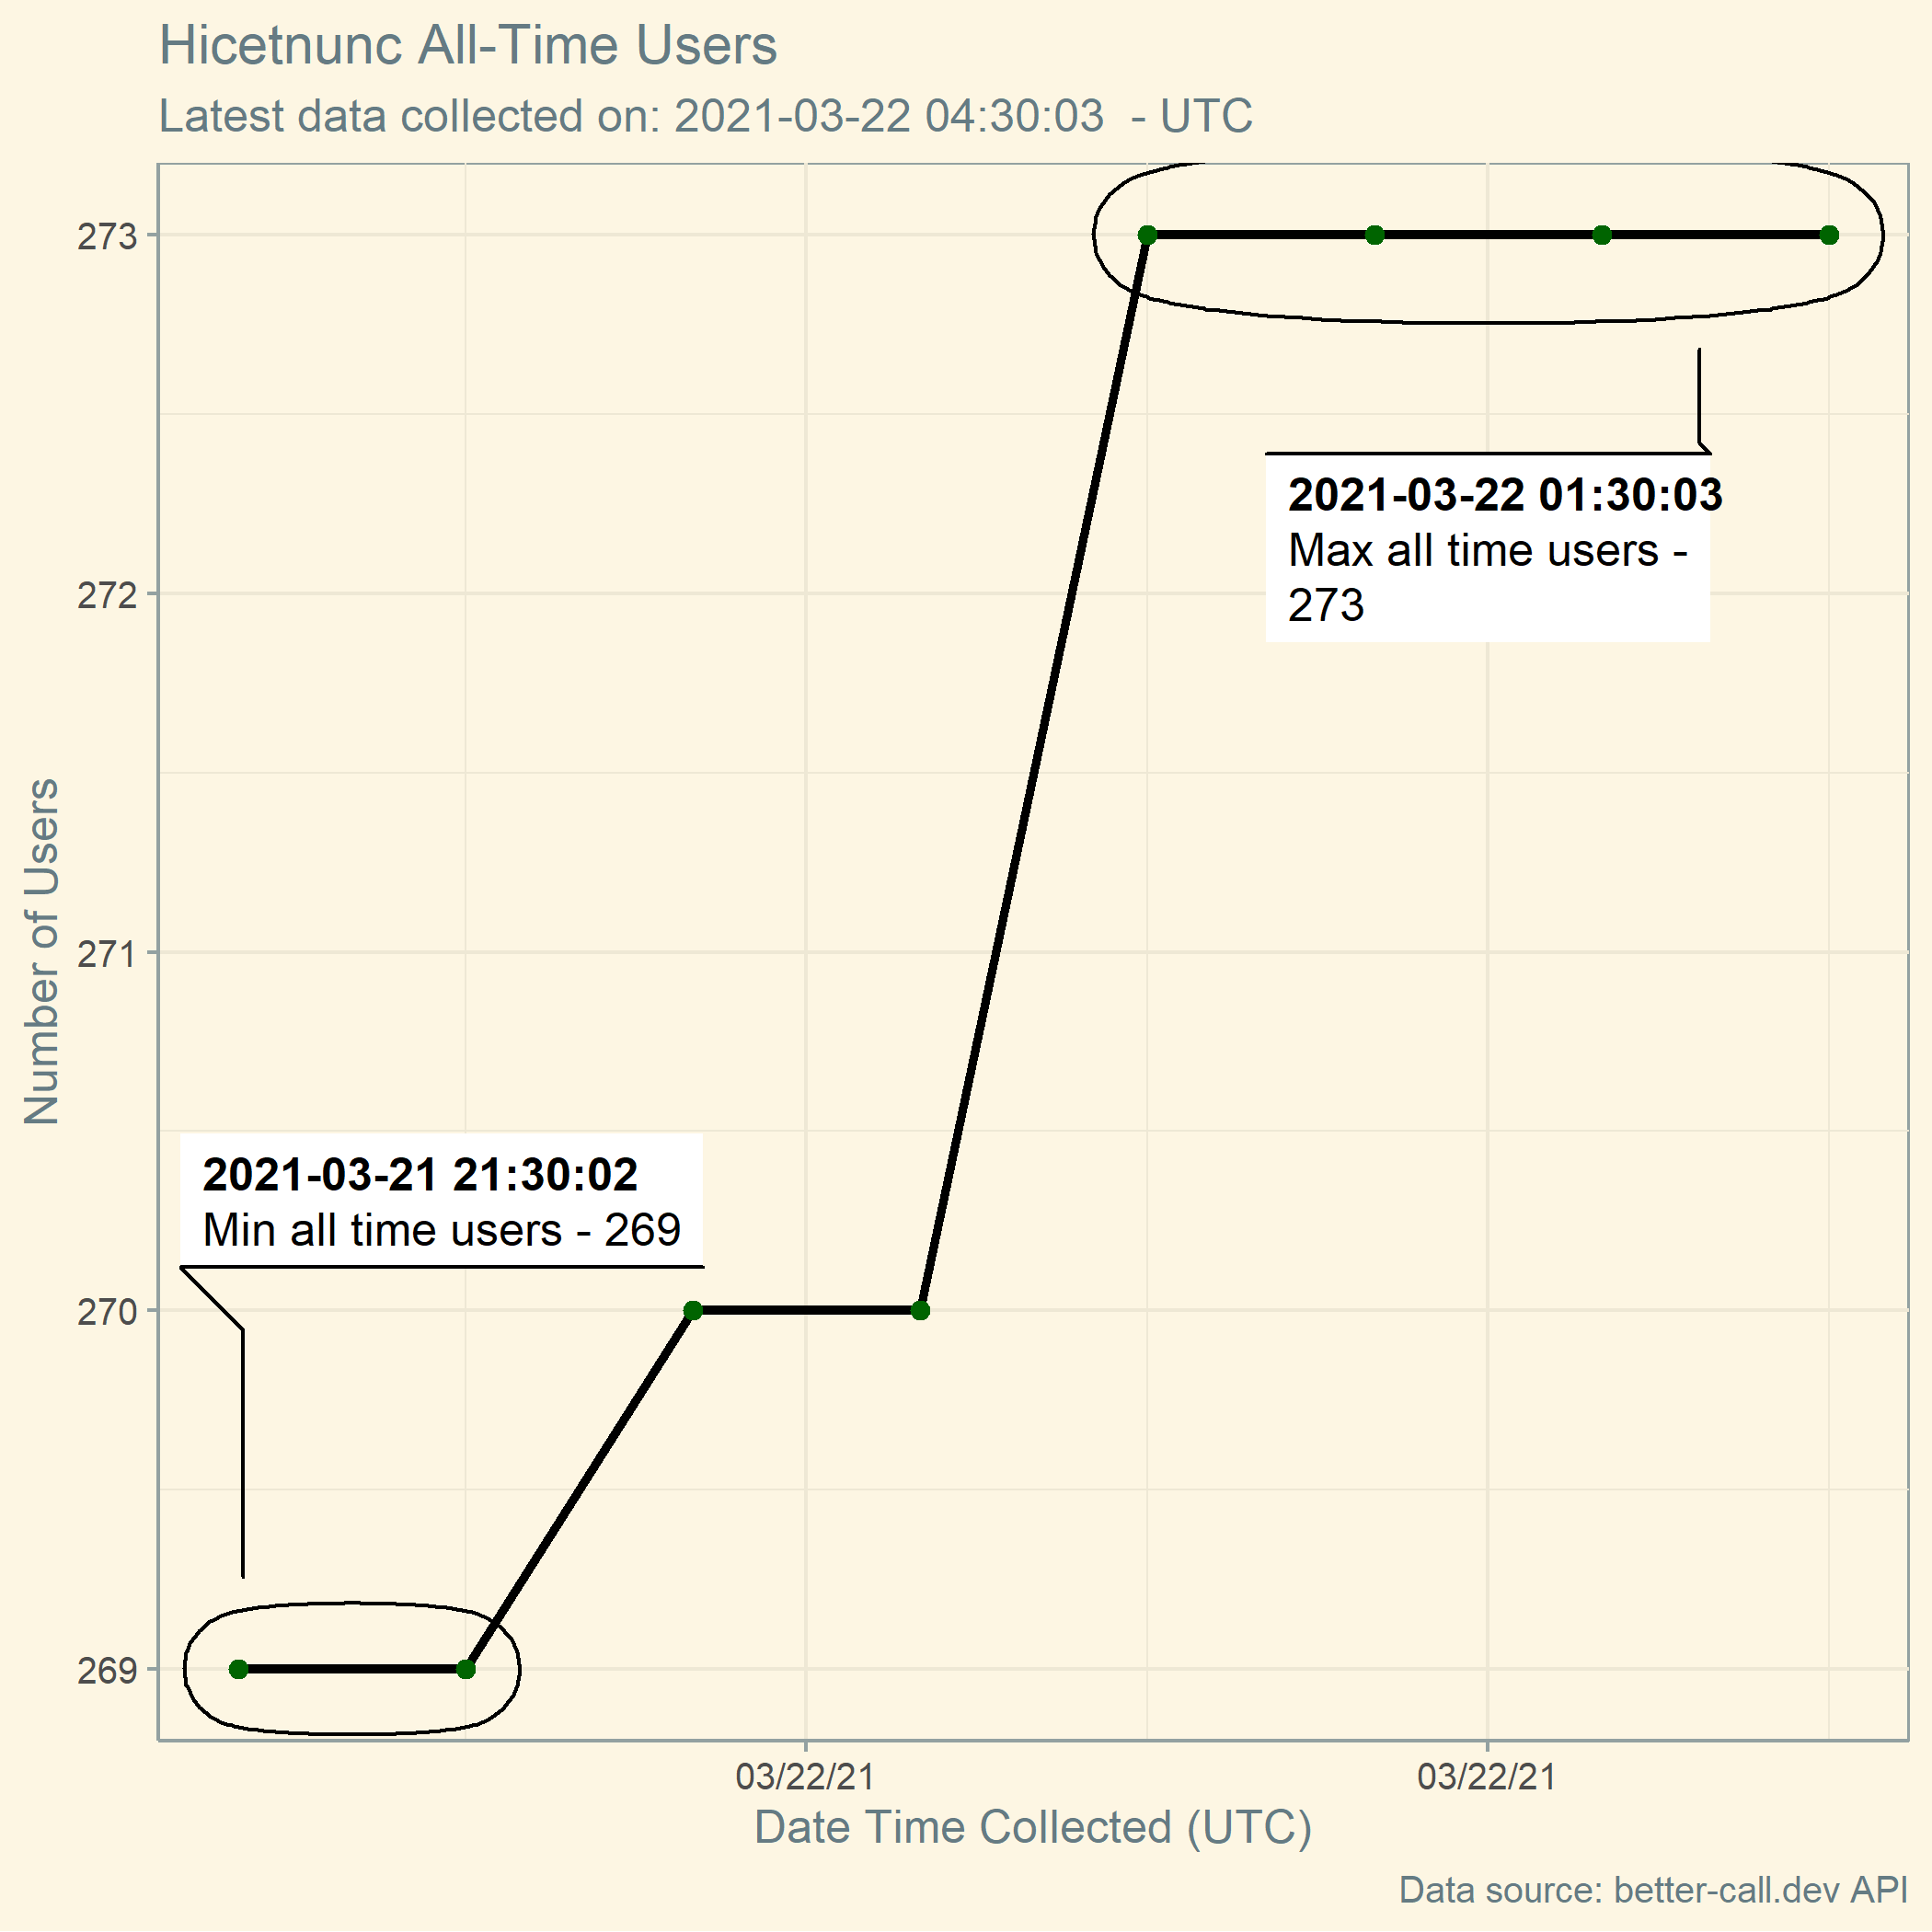 Hicetnunc All-Time Users
Latest data collected on: 2021-03-22 04:30:03  - UTC
273
272
271
270
269
Number of Users
2021-03-22 01:30:03
Max all time users -
273
2021-03-21 21:30:02
Min all time users - 269
03/22/21
03/22/21
Date Time Collected (UTC)
Data source: better-call.dev API